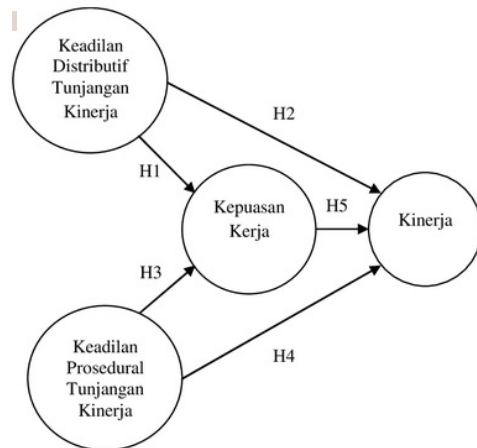 Keadilan
Distributif
Tunjangan
Kinerja
H2
H1
Kepuasan
Kerja
H5
Kinerja
H3
Keadilan
Prosedural
Tunjangan
Kinerja
H4